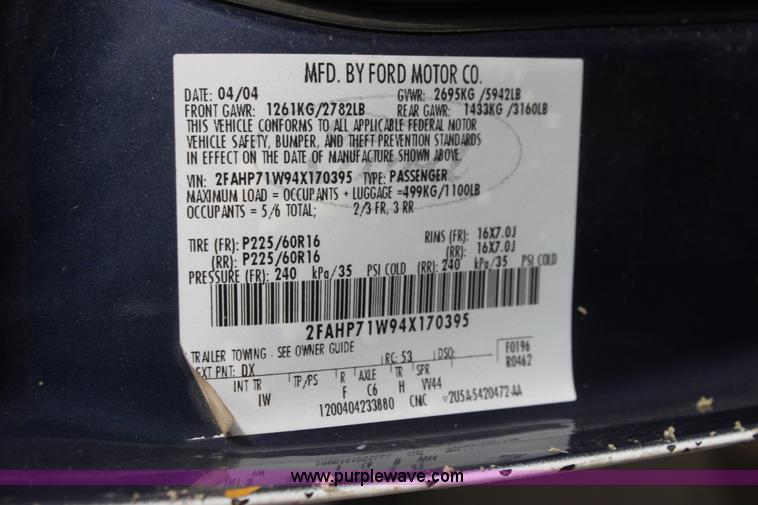 MFD. BY FORD MOTOR CO.
DATE: 04/04 GVWR: 2695KG /5942LB
FRONT GAWR: 1261KG/2782LB REAR GAWR: 1433KG /3160LB
THIS VEHICLE CONFORMS TO ALL APPLICABLE FEDERAL MOTOR
VEHICLE SAFETY, BUMPER, AND THEFT PREVENTION STANDARDS
IN EFFECT ON THE DATE OF MANUFACTURE SHOWN ABOVE.
VIN: 2FAHP71W94X170395 TYPE: PASSENGER
MAXIMUM LOAD = OCCUPANTS + LUGGAGE =499KG/1100LB
OCCUPANTS = 5/6 TOTAL; 2/3 FR, 3 RR
TIRE (FR): P225/60R16 RIMS (FR): 16X7.0J
(RR): P225/60R16 (RR): 16X7.0J
PRESSURE (FR): 240 kPa/35 PSI COLD (RR): 240 kPa/35 PSI COLD
2FAHP71W94X170395
TRAILER TOWING - SEE OWNER GUIDE
EXT PNT: DX RC: 53 DSO: F0196
R0462
INT TR TP/PS R AXLE TR SPR
IW F C6 H VV44
1200404233880 CMC 2U5A-5420472-AA
www.purplewave.com